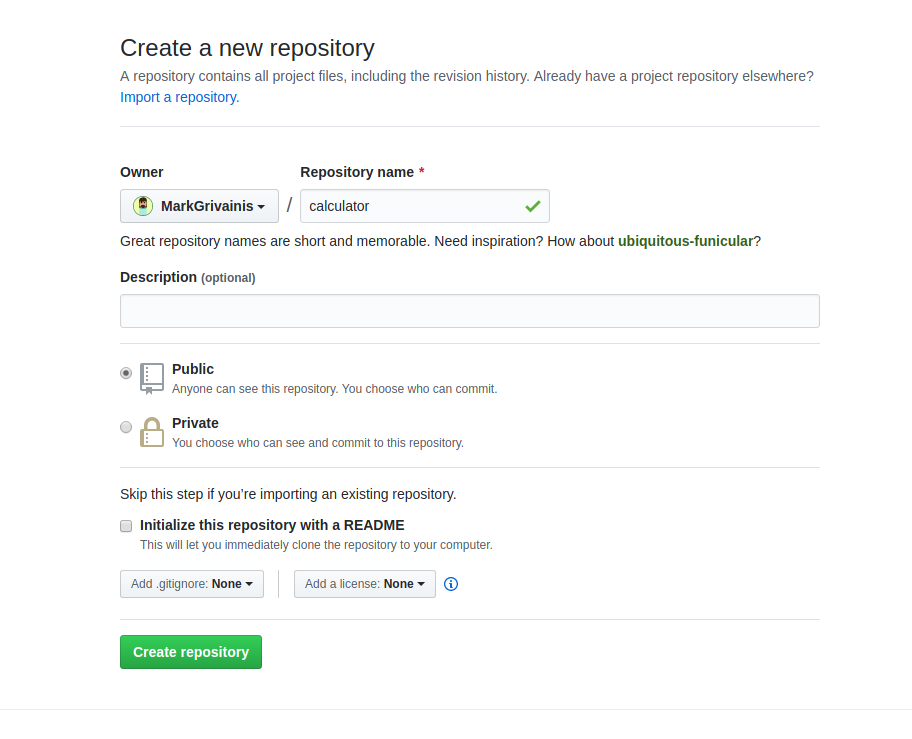 Create a new repository
A repository contains all project files, including the revision history. Already have a project repository elsewhere?
Import a repository.
Owner
Repository name *
MarkGrivainis / calculator
Great repository names are short and memorable. Need inspiration? How about ubiquitous-funicular?
Description (optional)
Public
Anyone can see this repository. You choose who can commit.
Private
You choose who can see and commit to this repository.
Skip this step if you’re importing an existing repository.
Initialize this repository with a README
This will let you immediately clone the repository to your computer.
Add .gitignore: None
Add a license: None
Create repository